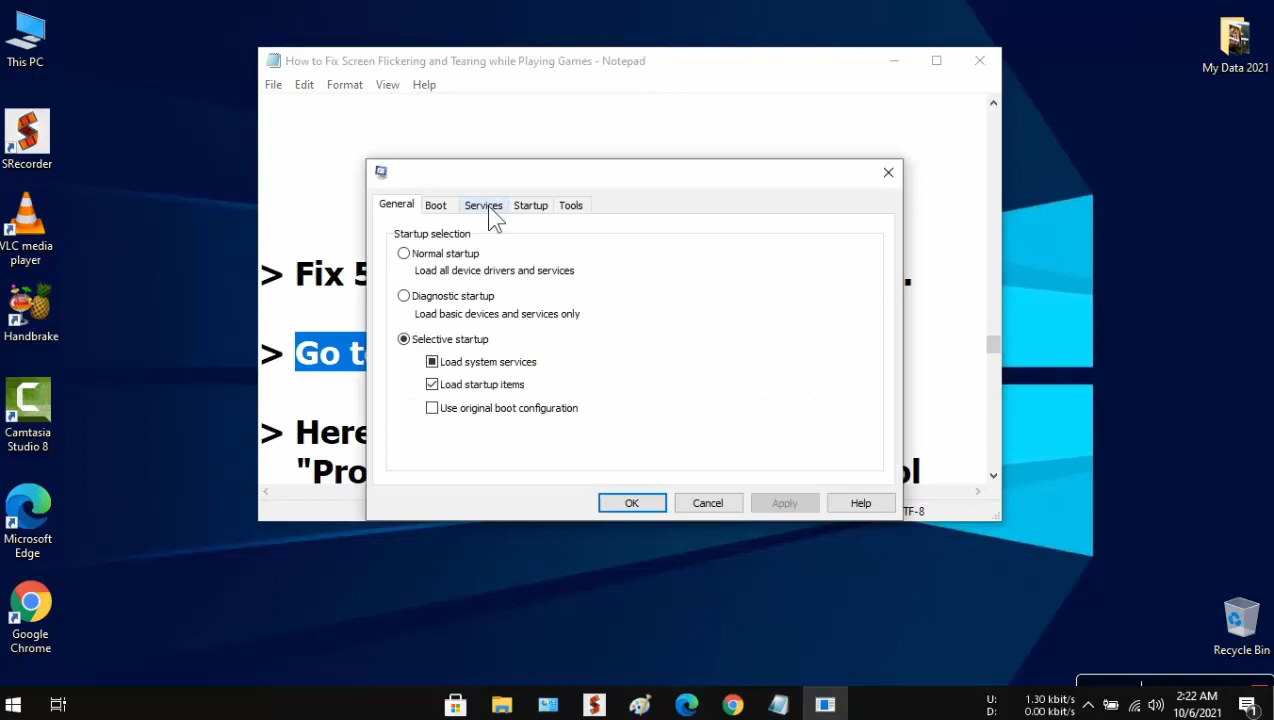 This PC
SRecorder
VLC media
player
Handbrake
Camtasia
Studio 8
Microsoft
Edge
Google
Chrome
My Data 2021
Recycle Bin
How to Fix Screen Flickering and Tearing while Playing Games - Notepad
File Edit Format View Help
> Fix 5
> Go to
> Here
"Pro
ol
TF-8
General Boot Services Startup Tools
Startup selection
Normal startup
Load all device drivers and services
Diagnostic startup
Load basic devices and services only
Selective startup
Load system services
Load startup items
Use original boot configuration
OK Cancel Apply Help
U: 1.30 kbit/s
D: 0.00 kbit/s
2:22 AM
10/6/2021
1